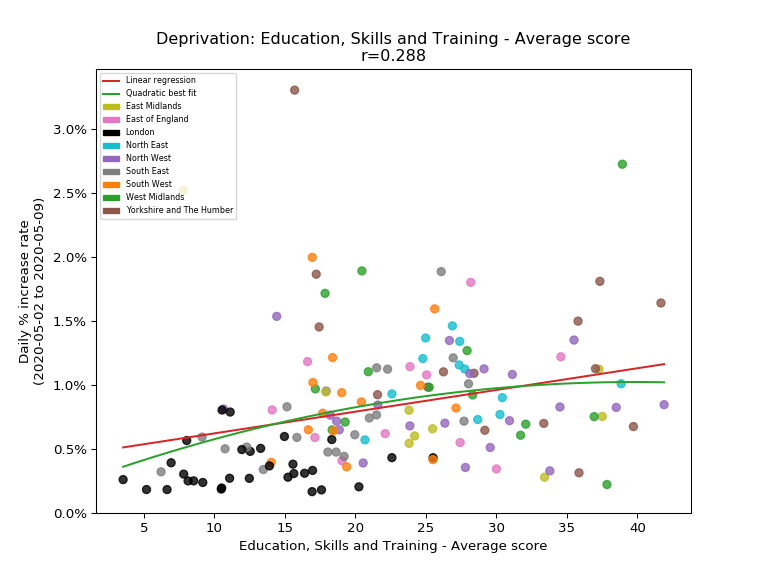 Deprivation: Education, Skills and Training - Average score
r=0.288
Linear regression
Quadratic best fit
East Midlands
East of England
London
North East
North West
South East
South West
West Midlands
Yorkshire and The Humber
3.0%
2.5%
2.0%
1.5%
1.0%
0.5%
0.0%
Daily % increase rate
(2020-05-02 to 2020-05-09)
5 10 15 20 25 30 35 40
Education, Skills and Training - Average score